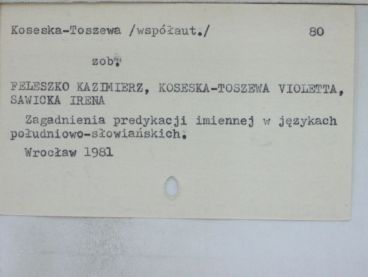 Koseska-Toszewa /współaut./ 80
zob.
FELESZKO KAZIMIERZ, KOSESKA-TOSZEWA VIOLETTA,
SAWICKA IRENA
Zagadnienia predykacji imiennej w językach
południowo-słowiańskich.
Wrocław 1981